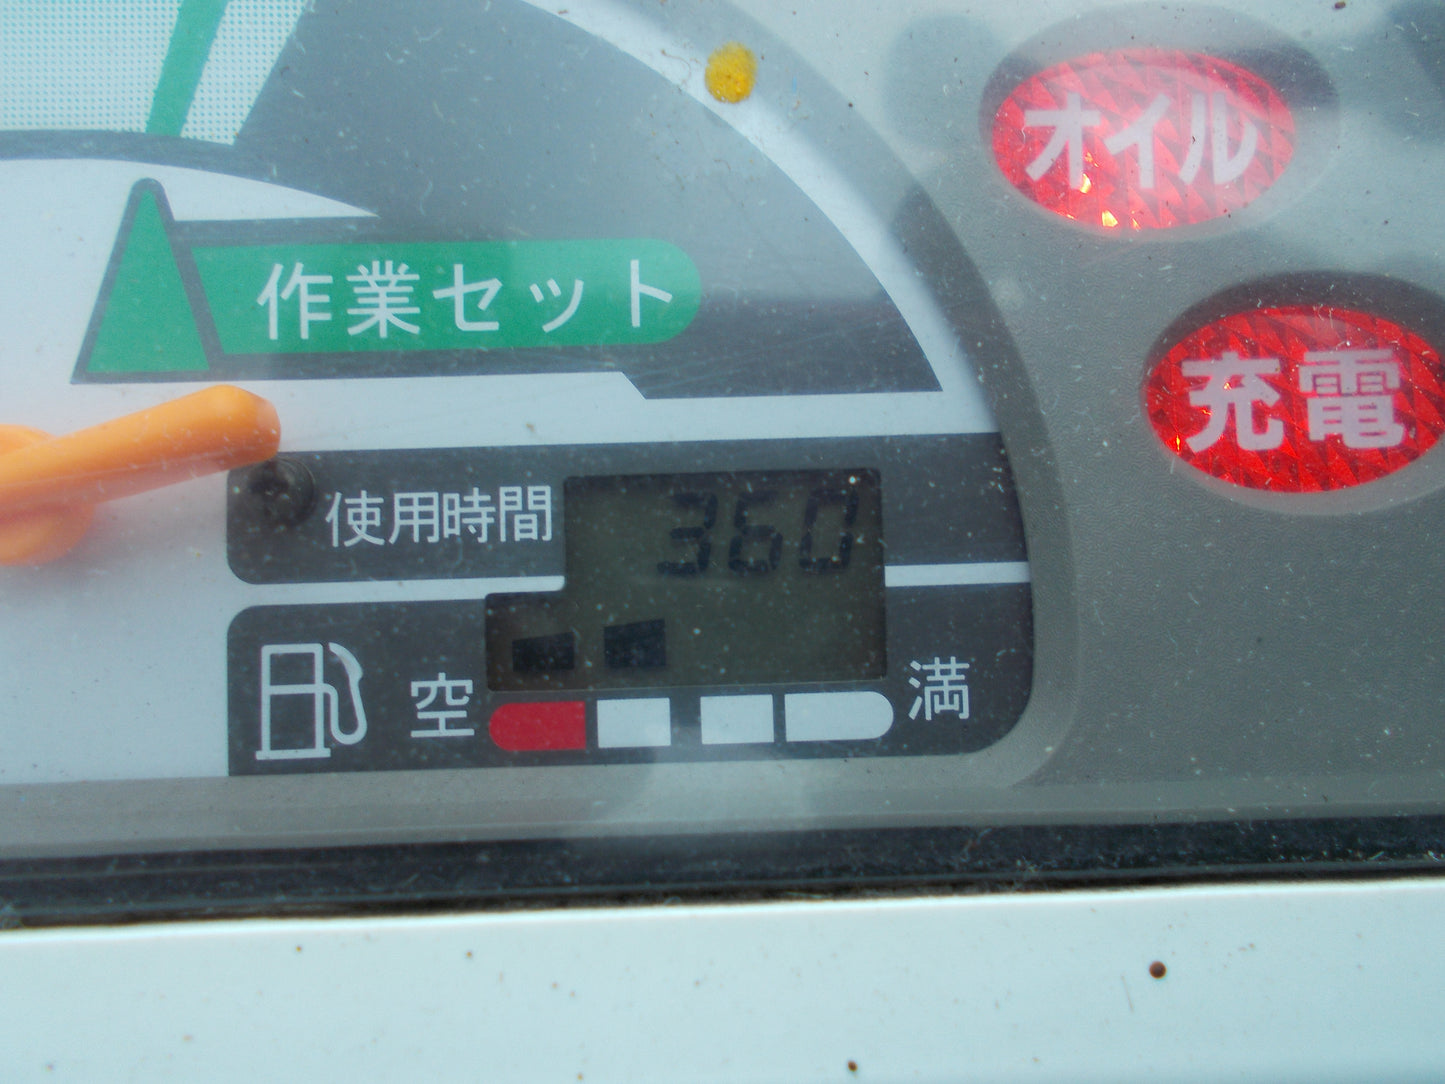 オイル
作業セット
充電
使用時間 360
空 満